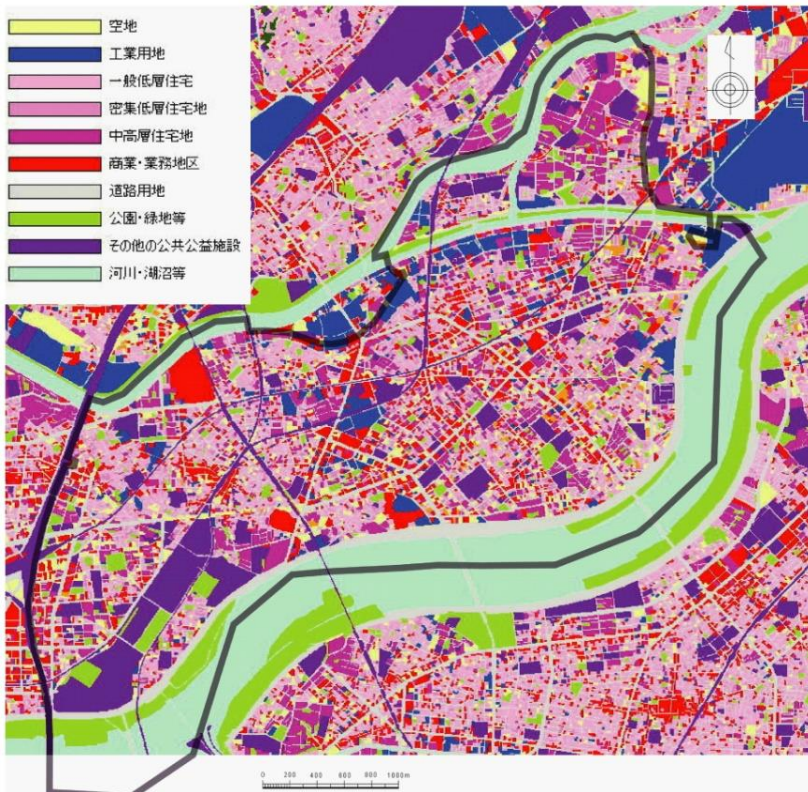 空地
工業用地
一般低層住宅
密集低層住宅地
中高層住宅地
商業・業務地区
道路用地
公園・緑地等
その他の公共公益施設
河川・湖沼等
0 200 400 600 800 1000m